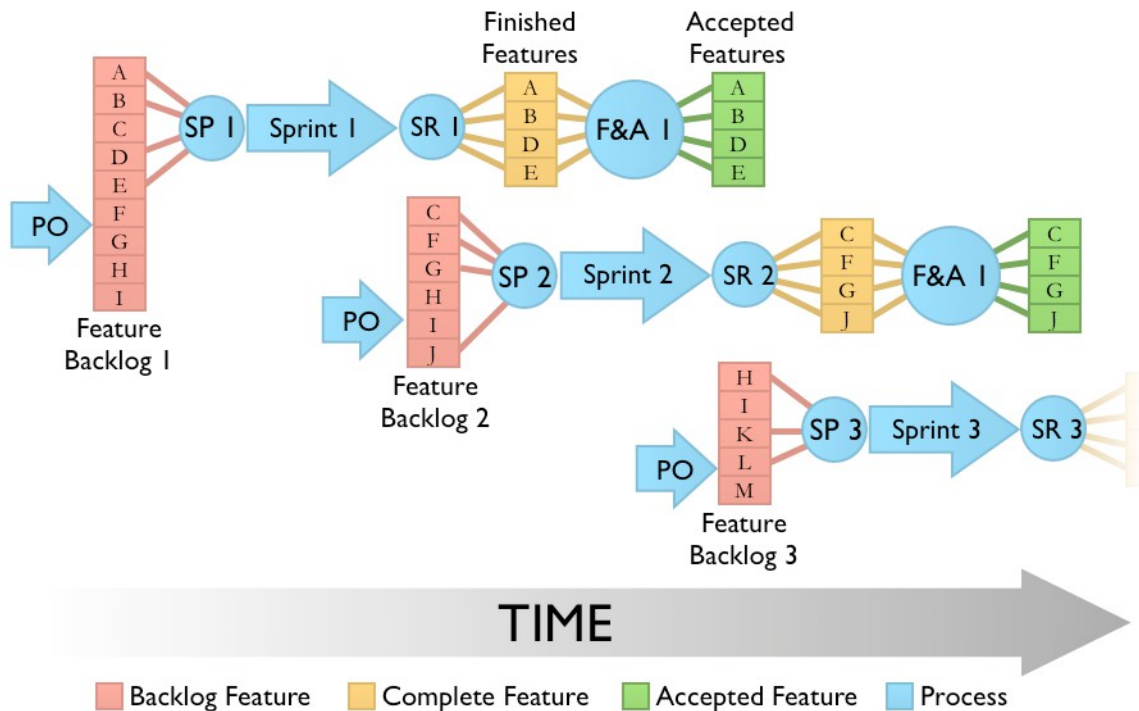 Finished
Features
Accepted
Features
A
B
C
D
E
F
G
H
I
PO
Feature
Backlog 1
SP 1
Sprint 1
SR 1
A
B
D
E
F&A 1
A
B
D
E
C
F
G
H
I
J
PO
Feature
Backlog 2
SP 2
Sprint 2
SR 2
C
F
G
J
F&A 1
C
F
G
J
H
I
K
L
M
PO
Feature
Backlog 3
SP 3
Sprint 3
SR 3
TIME
Backlog Feature
Complete Feature
Accepted Feature
Process